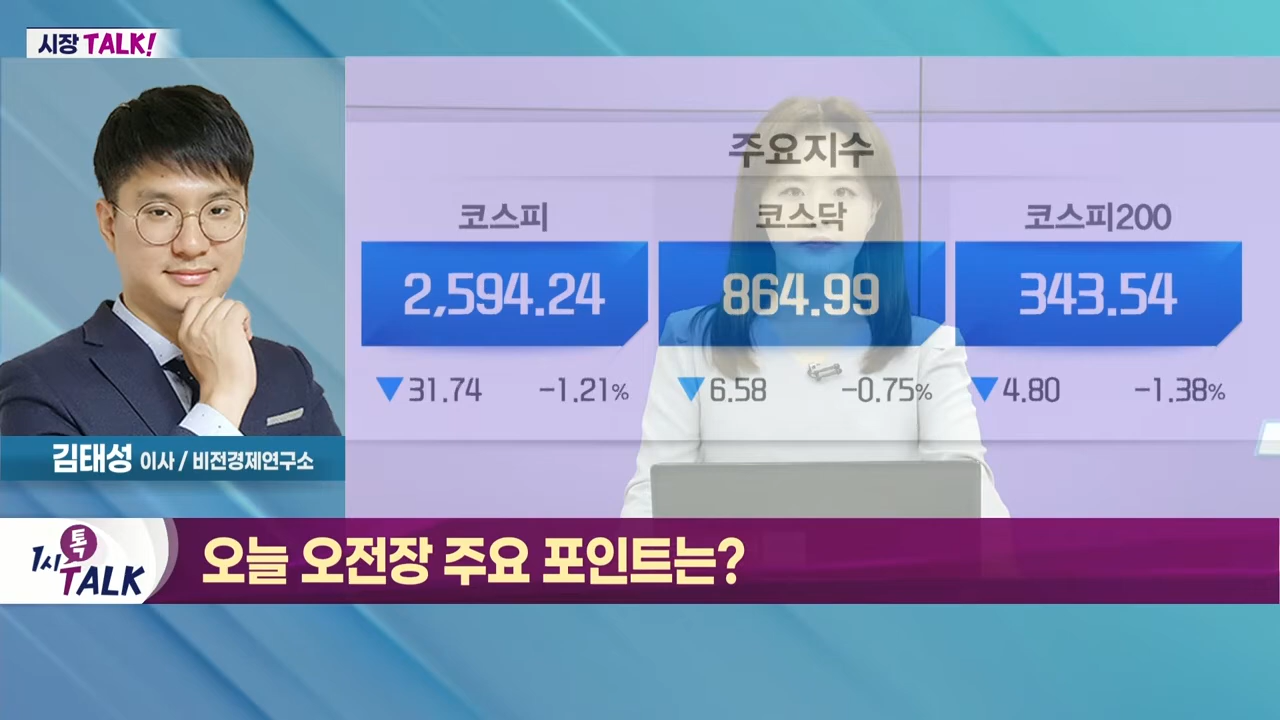 시장 TALK!
주요지수
코스피 코스닥 코스피200
2,594.24 864.99 343.54
▼31.74 -1.21% ▼6.58 -0.75% ▼4.80 -1.38%
김태성 이사 / 비전경제연구소
1시 톡 TALK
오늘 오전장 주요 포인트는?